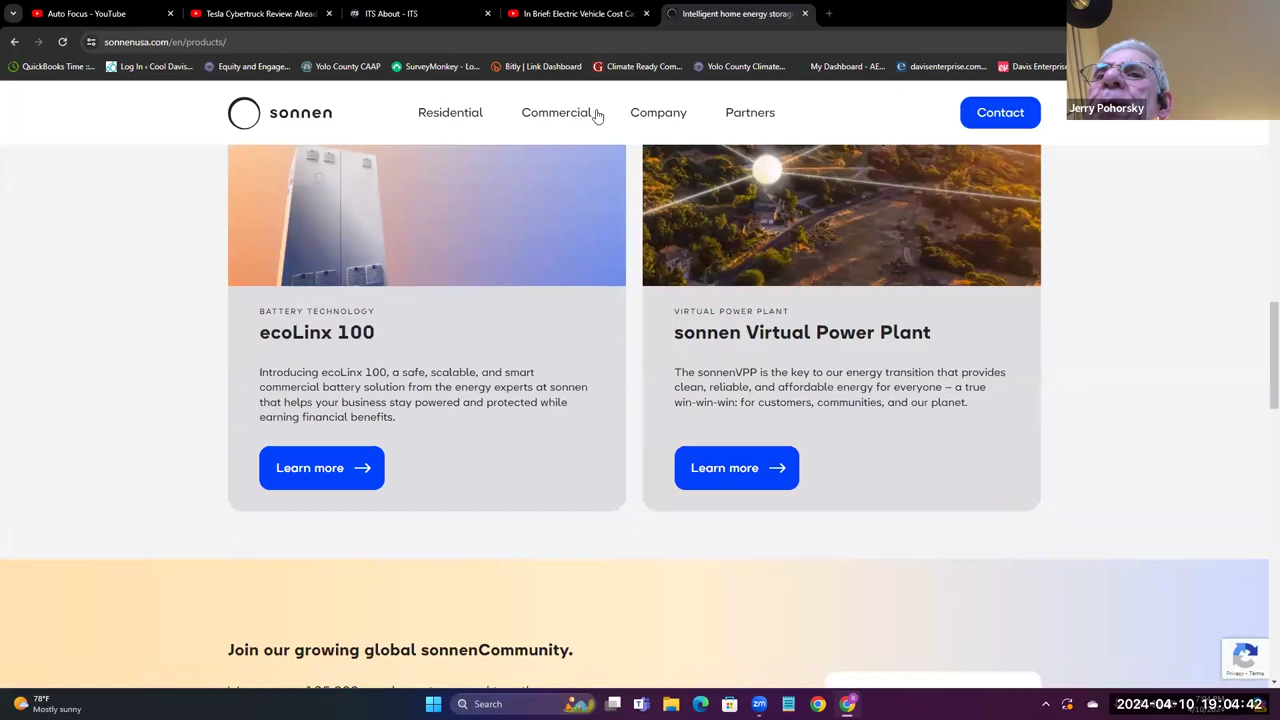 Auto Focus - YouTube
Tesla Cybertruck Review: Alread
ITS About - ITS
In Brief: Electric Vehicle Cost Ca
Intelligent home energy storag
sonnenusa.com/en/products/
QuickBooks Time ::...
Log In ‹ Cool Davis...
Equity and Engage...
Yolo County CAAP
SurveyMonkey - Lo...
Bitly | Link Dashboard
Climate Ready Com...
Yolo County Climate...
My Dashboard - AE...
davisenterprise.com...
Davis Enterprise
Jerry Pohorsky
sonnen
Residential
Commercial
Company
Partners
Contact
BATTERY TECHNOLOGY
ecoLinx 100
Introducing ecoLinx 100, a safe, scalable, and smart
commercial battery solution from the energy experts at sonnen
that helps your business stay powered and protected while
earning financial benefits.
Learn more
VIRTUAL POWER PLANT
sonnen Virtual Power Plant
The sonnenVPP is the key to our energy transition that provides
clean, reliable, and affordable energy for everyone – a true
win-win-win: for customers, communities, and our planet.
Learn more
Join our growing global sonnenCommunity.
Privacy - Terms
78°F
Mostly sunny
Search
2024-04-10 19:04:42